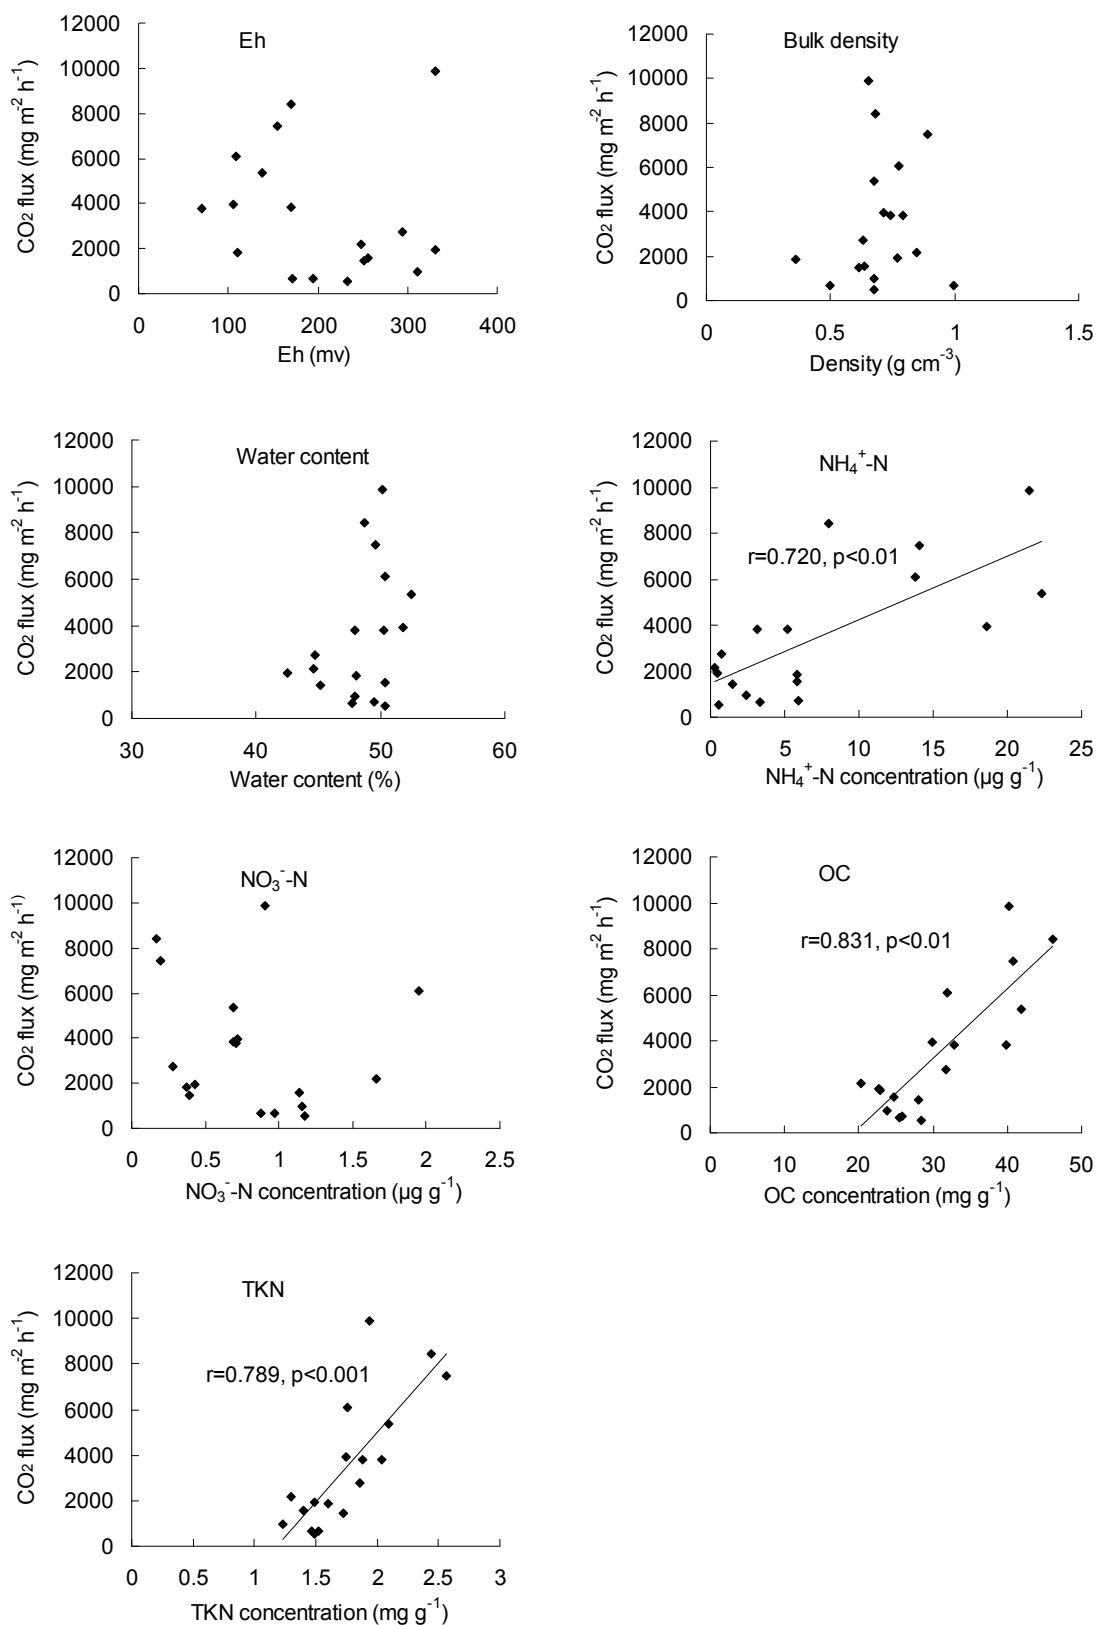 Eh
CO2 flux (mg m-2 h-1)
12000
10000
8000
6000
4000
2000
0
0 100 200 300 400
Eh (mv)
Bulk density
CO2 flux (mg m-2 h-1)
12000
10000
8000
6000
4000
2000
0
0 0.5 1 1.5
Density (g cm-3)
Water content
CO2 flux (mg m-2 h-1)
12000
10000
8000
6000
4000
2000
0
30 40 50 60
Water content (%)
NH4+-N
r=0.720, p<0.01
CO2 flux (mg m-2 h-1)
12000
10000
8000
6000
4000
2000
0
0 5 10 15 20 25
NH4+-N concentration (µg g-1)
NO3--N
CO2 flux (mg m-2 h-1)
12000
10000
8000
6000
4000
2000
0
0 0.5 1 1.5 2 2.5
NO3--N concentration (µg g-1)
OC
r=0.831, p<0.01
CO2 flux (mg m-2 h-1)
12000
10000
8000
6000
4000
2000
0
0 10 20 30 40 50
OC concentration (mg g-1)
TKN
r=0.789, p<0.001
CO2 flux (mg m-2 h-1)
12000
10000
8000
6000
4000
2000
0
0 0.5 1 1.5 2 2.5 3
TKN concentration (mg g-1)